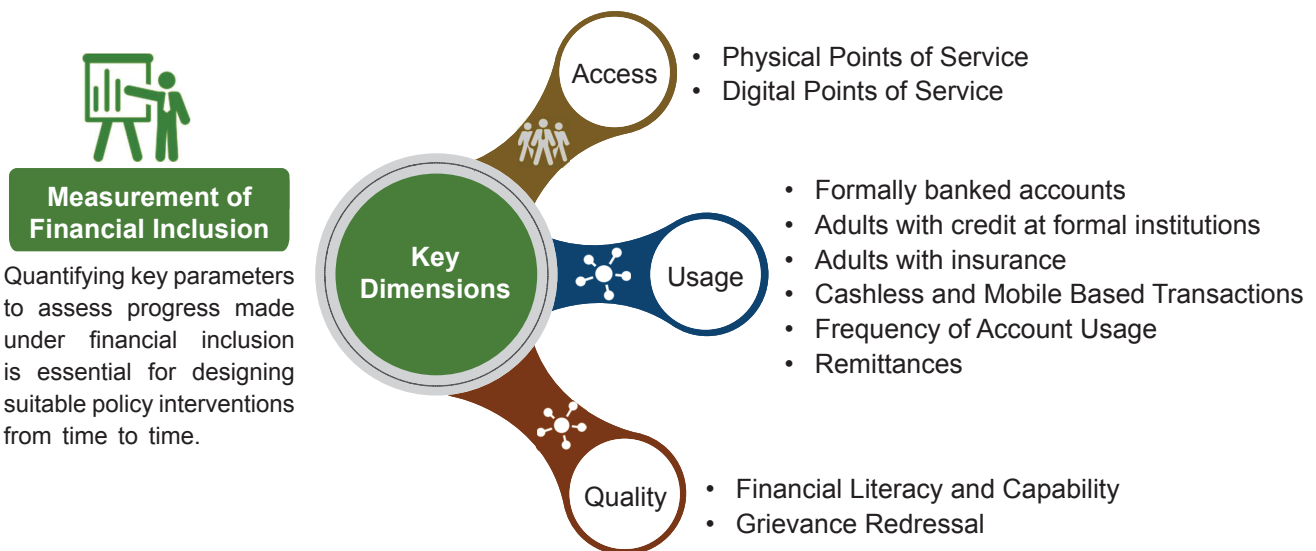 Measurement of
Financial Inclusion
Quantifying key parameters
to assess progress made
under financial inclusion
is essential for designing
suitable policy interventions
from time to time.
Key
Dimensions
Access
• Physical Points of Service
• Digital Points of Service
Usage
• Formally banked accounts
• Adults with credit at formal institutions
• Adults with insurance
• Cashless and Mobile Based Transactions
• Frequency of Account Usage
• Remittances
Quality
• Financial Literacy and Capability
• Grievance Redressal